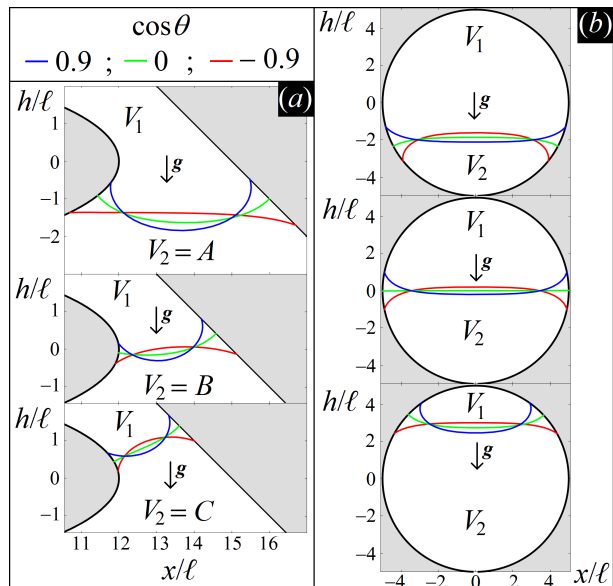 cosθ
0.9 ; 0 ; −0.9
(a)
h/ℓ
V₁
g
1
0
−1
−2
V₂ = A
h/ℓ
V₁
g
1
0
−1
V₂ = B
h/ℓ
V₁
g
1
0
−1
V₂ = C
11 12 13 14 15 16
x/ℓ
(b)
h/ℓ
V₁
g
V₂
4
2
0
−2
−4
h/ℓ
V₁
g
V₂
4
2
0
−2
−4
h/ℓ
V₁
g
V₂
4
2
0
−2
−4
−4 −2 0 2 4
x/ℓ